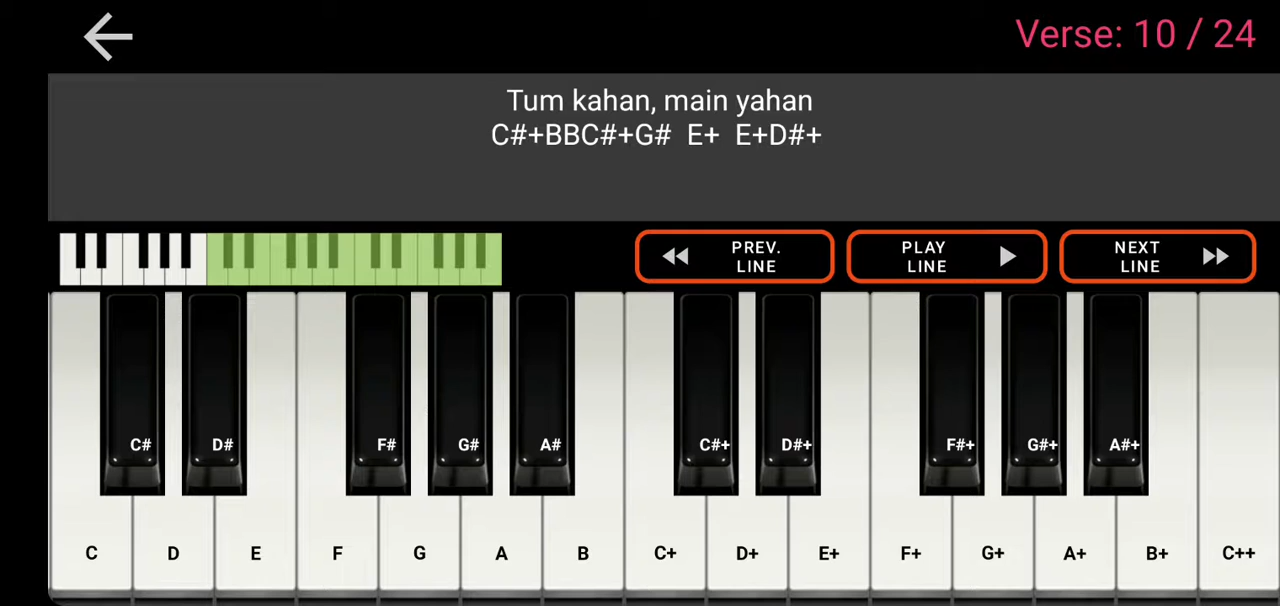 Verse: 10 / 24
Tum kahan, main yahan
C#+BBC#+G#  E+  E+D#+
PREV.
LINE
PLAY
LINE
NEXT
LINE
C# D# F# G# A# C#+ D#+ F#+ G#+ A#+
C D E F G A B C+ D+ E+ F+ G+ A+ B+ C++